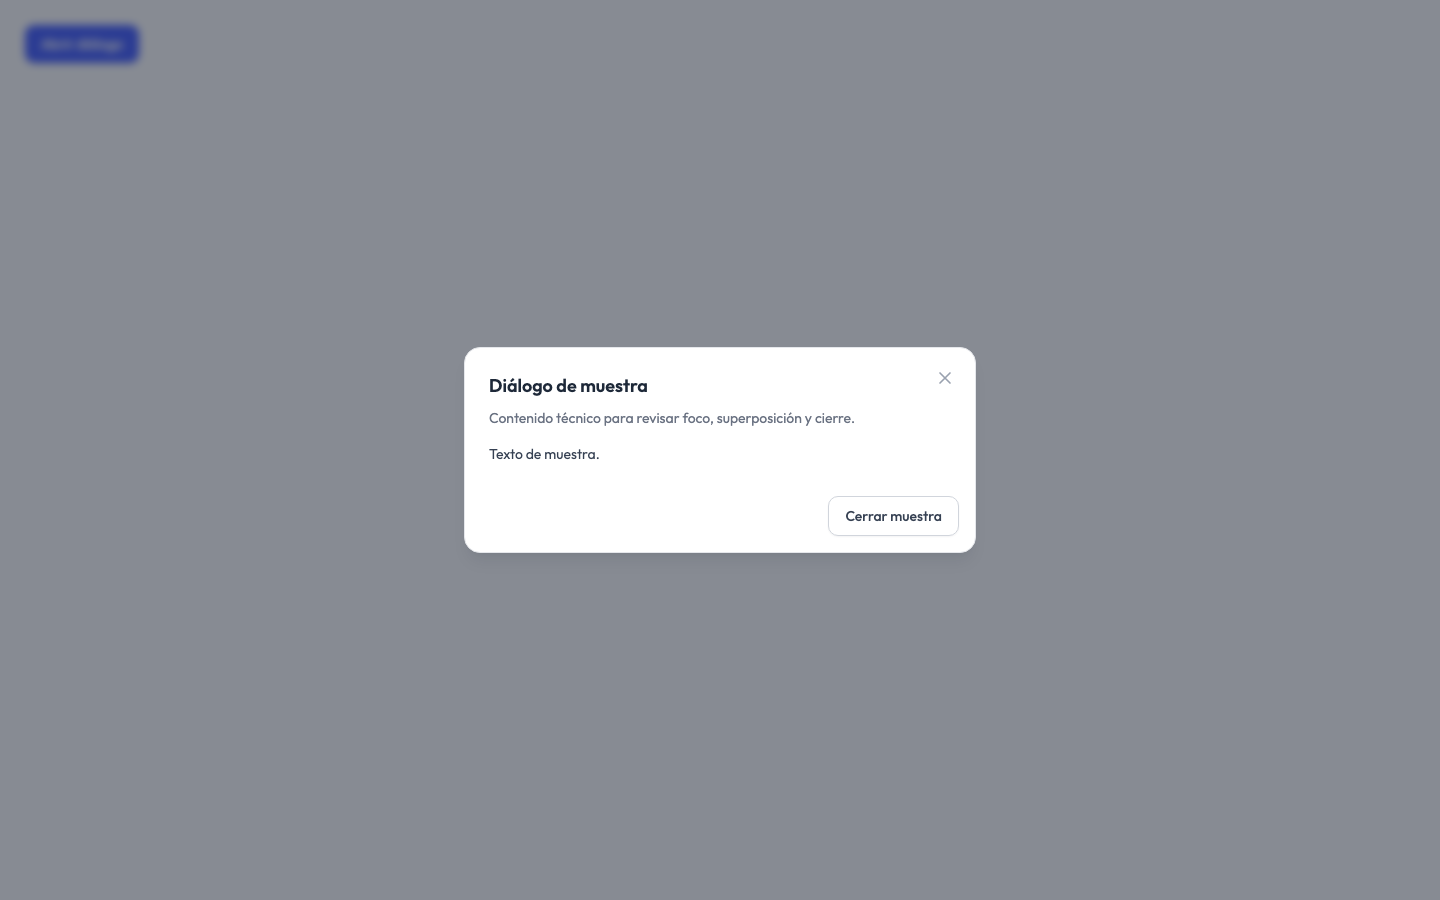 Diálogo de muestra
Contenido técnico para revisar foco, superposición y cierre.
Texto de muestra.
Cerrar muestra